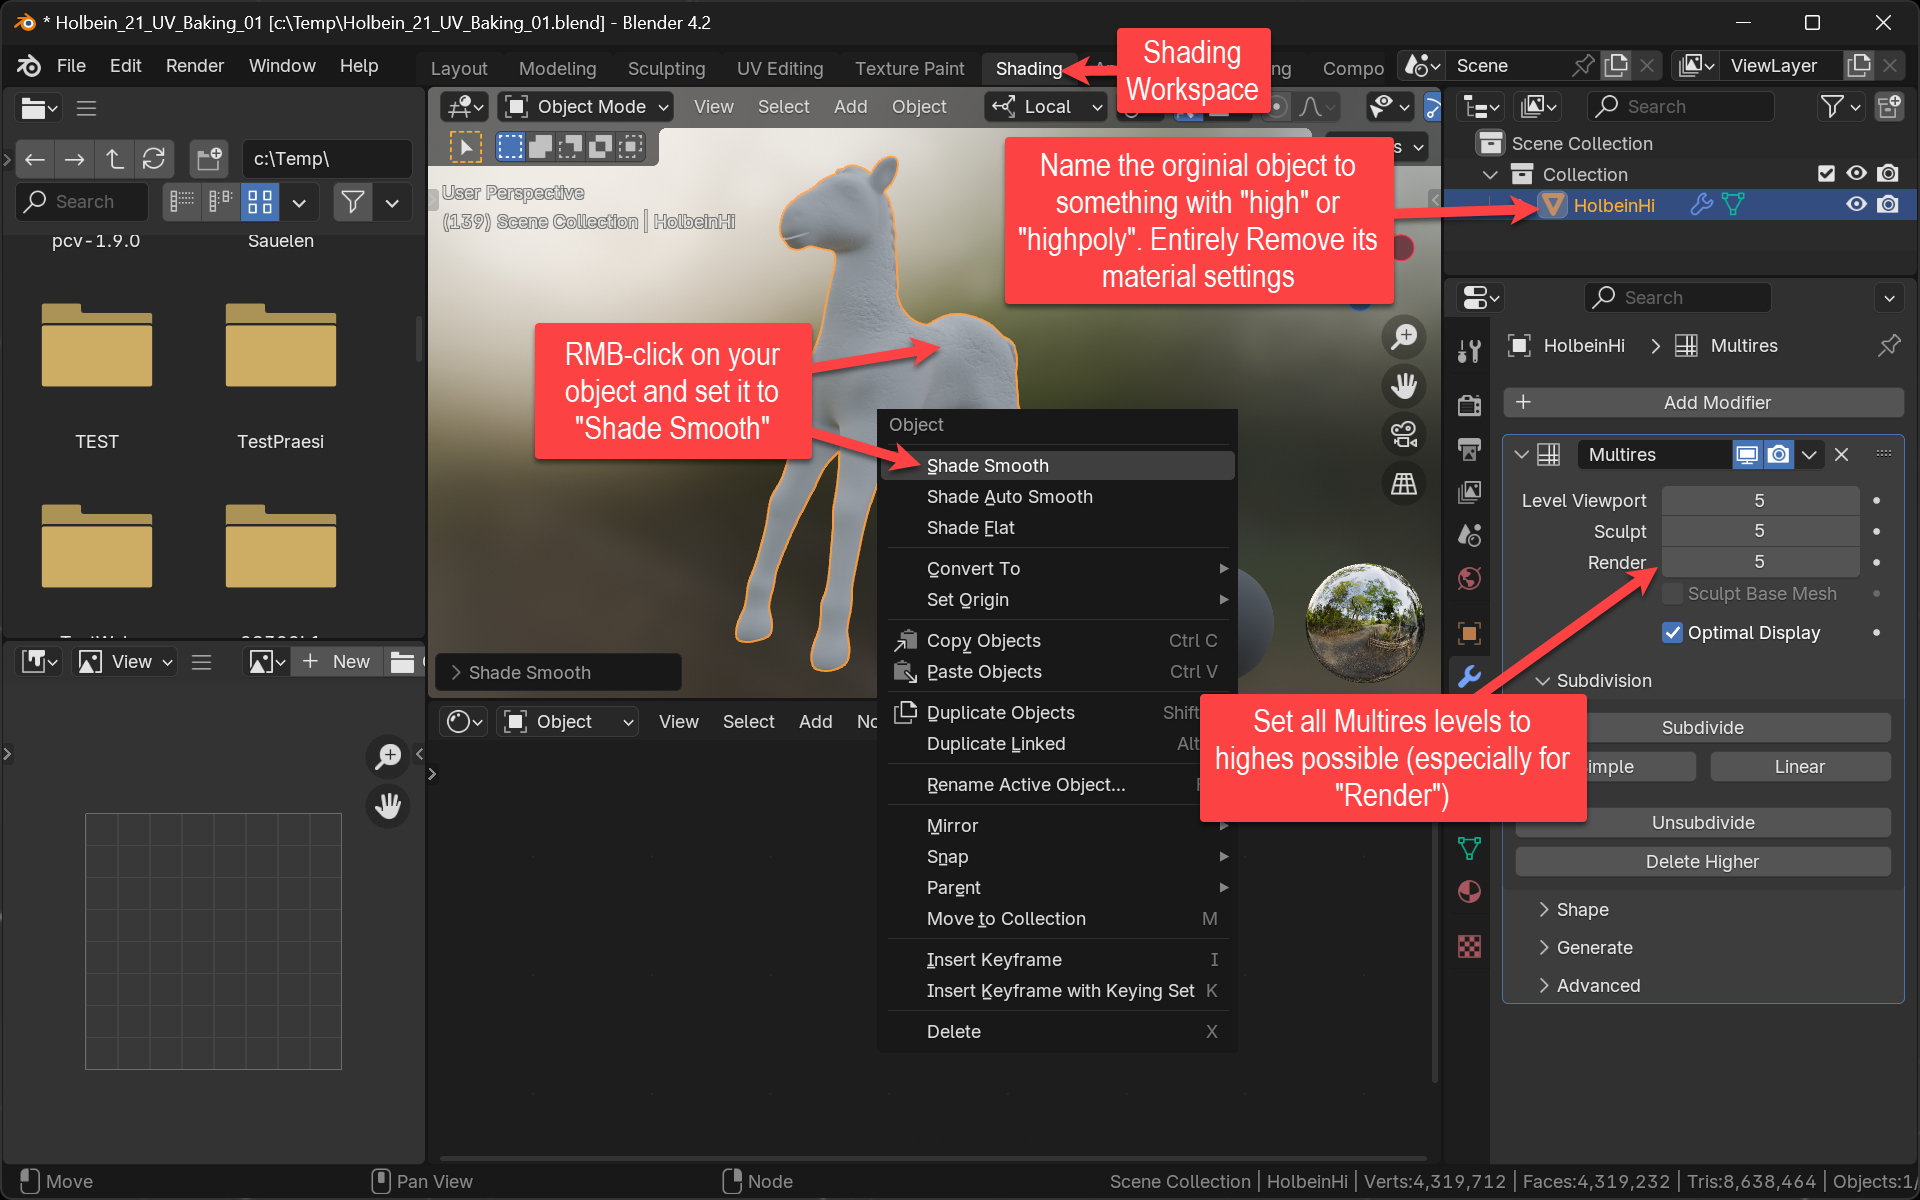 * Holbein_21_UV_Baking_01 [c:\Temp\Holbein_21_UV_Baking_01.blend] - Blender 4.2
File Edit Render Window Help
Layout Modeling Sculpting UV Editing Texture Paint Shading
ng Compo
Scene
ViewLayer
Shading
Workspace
Object Mode View Select Add Object Local
Search
c:\Temp\
Search
pcv-1.9.0 Sauelen
TEST TestPraesi
User Perspective
(139) Scene Collection | HolbeinHi
Name the orginial object to
something with "high" or
"highpoly". Entirely Remove its
material settings
s
Scene Collection
Collection
HolbeinHi
RMB-click on your
object and set it to
"Shade Smooth"
Search
HolbeinHi Multires
Add Modifier
Multires
Level Viewport 5
Sculpt 5
Render 5
Sculpt Base Mesh
Optimal Display
Subdivision
Subdivide
imple Linear
Unsubdivide
Delete Higher
Shape
Generate
Advanced
Set all Multires levels to
highes possible (especially for
"Render")
Object
Shade Smooth
Shade Auto Smooth
Shade Flat
Convert To
Set Origin
Copy Objects Ctrl C
Paste Objects Ctrl V
Duplicate Objects Shift
Duplicate Linked Alt
Rename Active Object...
Mirror
Snap
Parent
Move to Collection M
Insert Keyframe I
Insert Keyframe with Keying Set K
Delete X
Shade Smooth
View New
Object View Select Add No
Move Pan View Node
Scene Collection | HolbeinHi | Verts:4,319,712 | Faces:4,319,232 | Tris:8,638,464 | Objects:1/